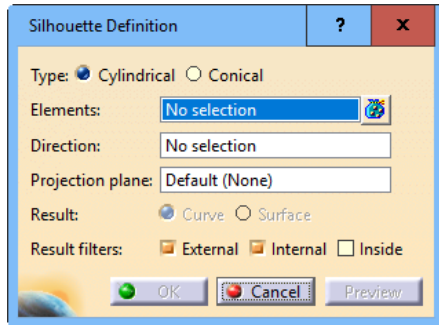 Silhouette Definition ? x
Type: Cylindrical Conical
Elements: No selection
Direction: No selection
Projection plane: Default (None)
Result: Curve Surface
Result filters: External Internal Inside
OK Cancel Preview